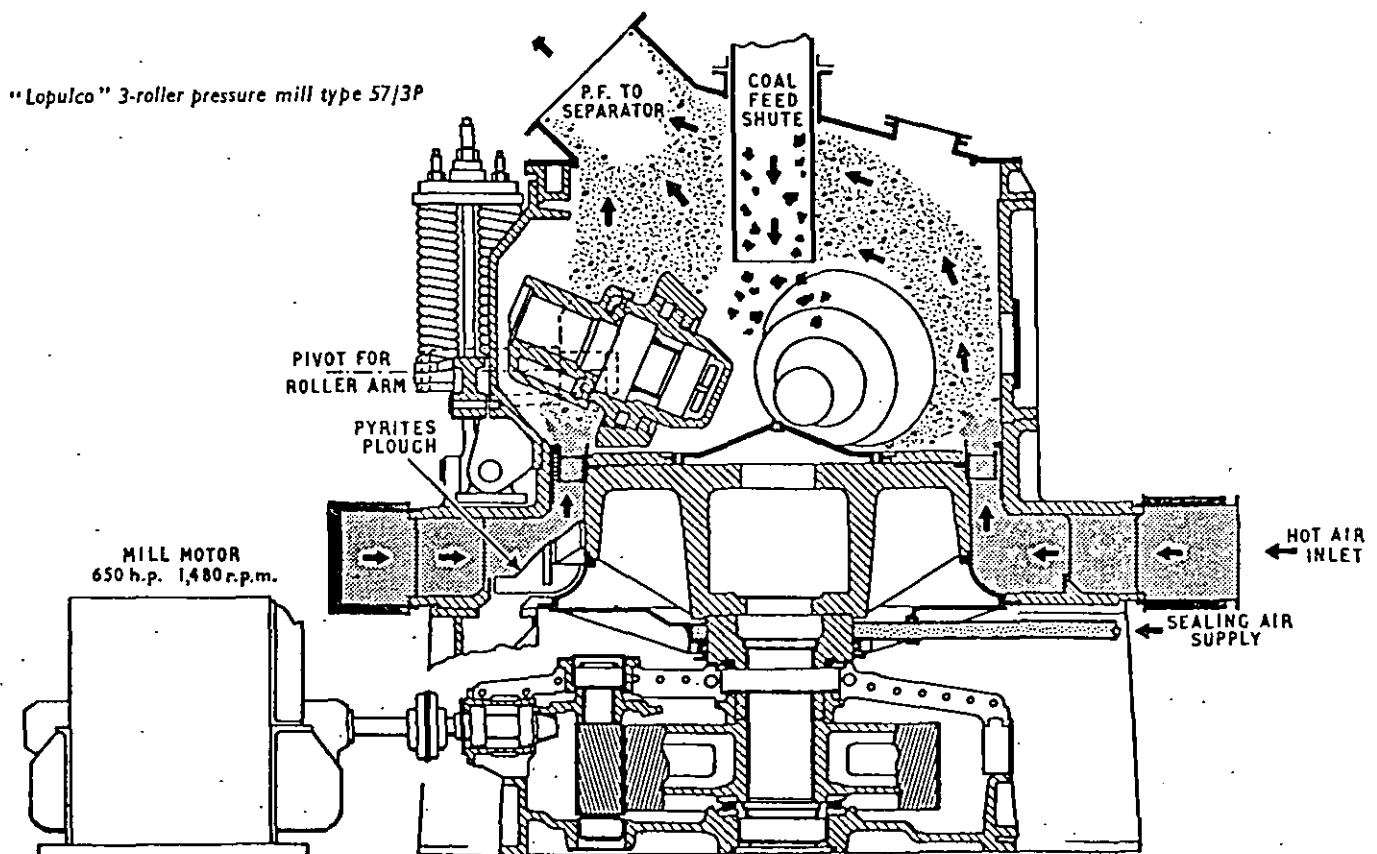 "Lopulco" 3-roller pressure mill type 57/3P
P.F. TO
SEPARATOR
COAL
FEED
SHUTE
PIVOT FOR
ROLLER ARM
PYRITES
PLOUGH
MILL MOTOR
650 h.p. 1,480 r.p.m.
HOT AIR
INLET
SEALING AIR
SUPPLY